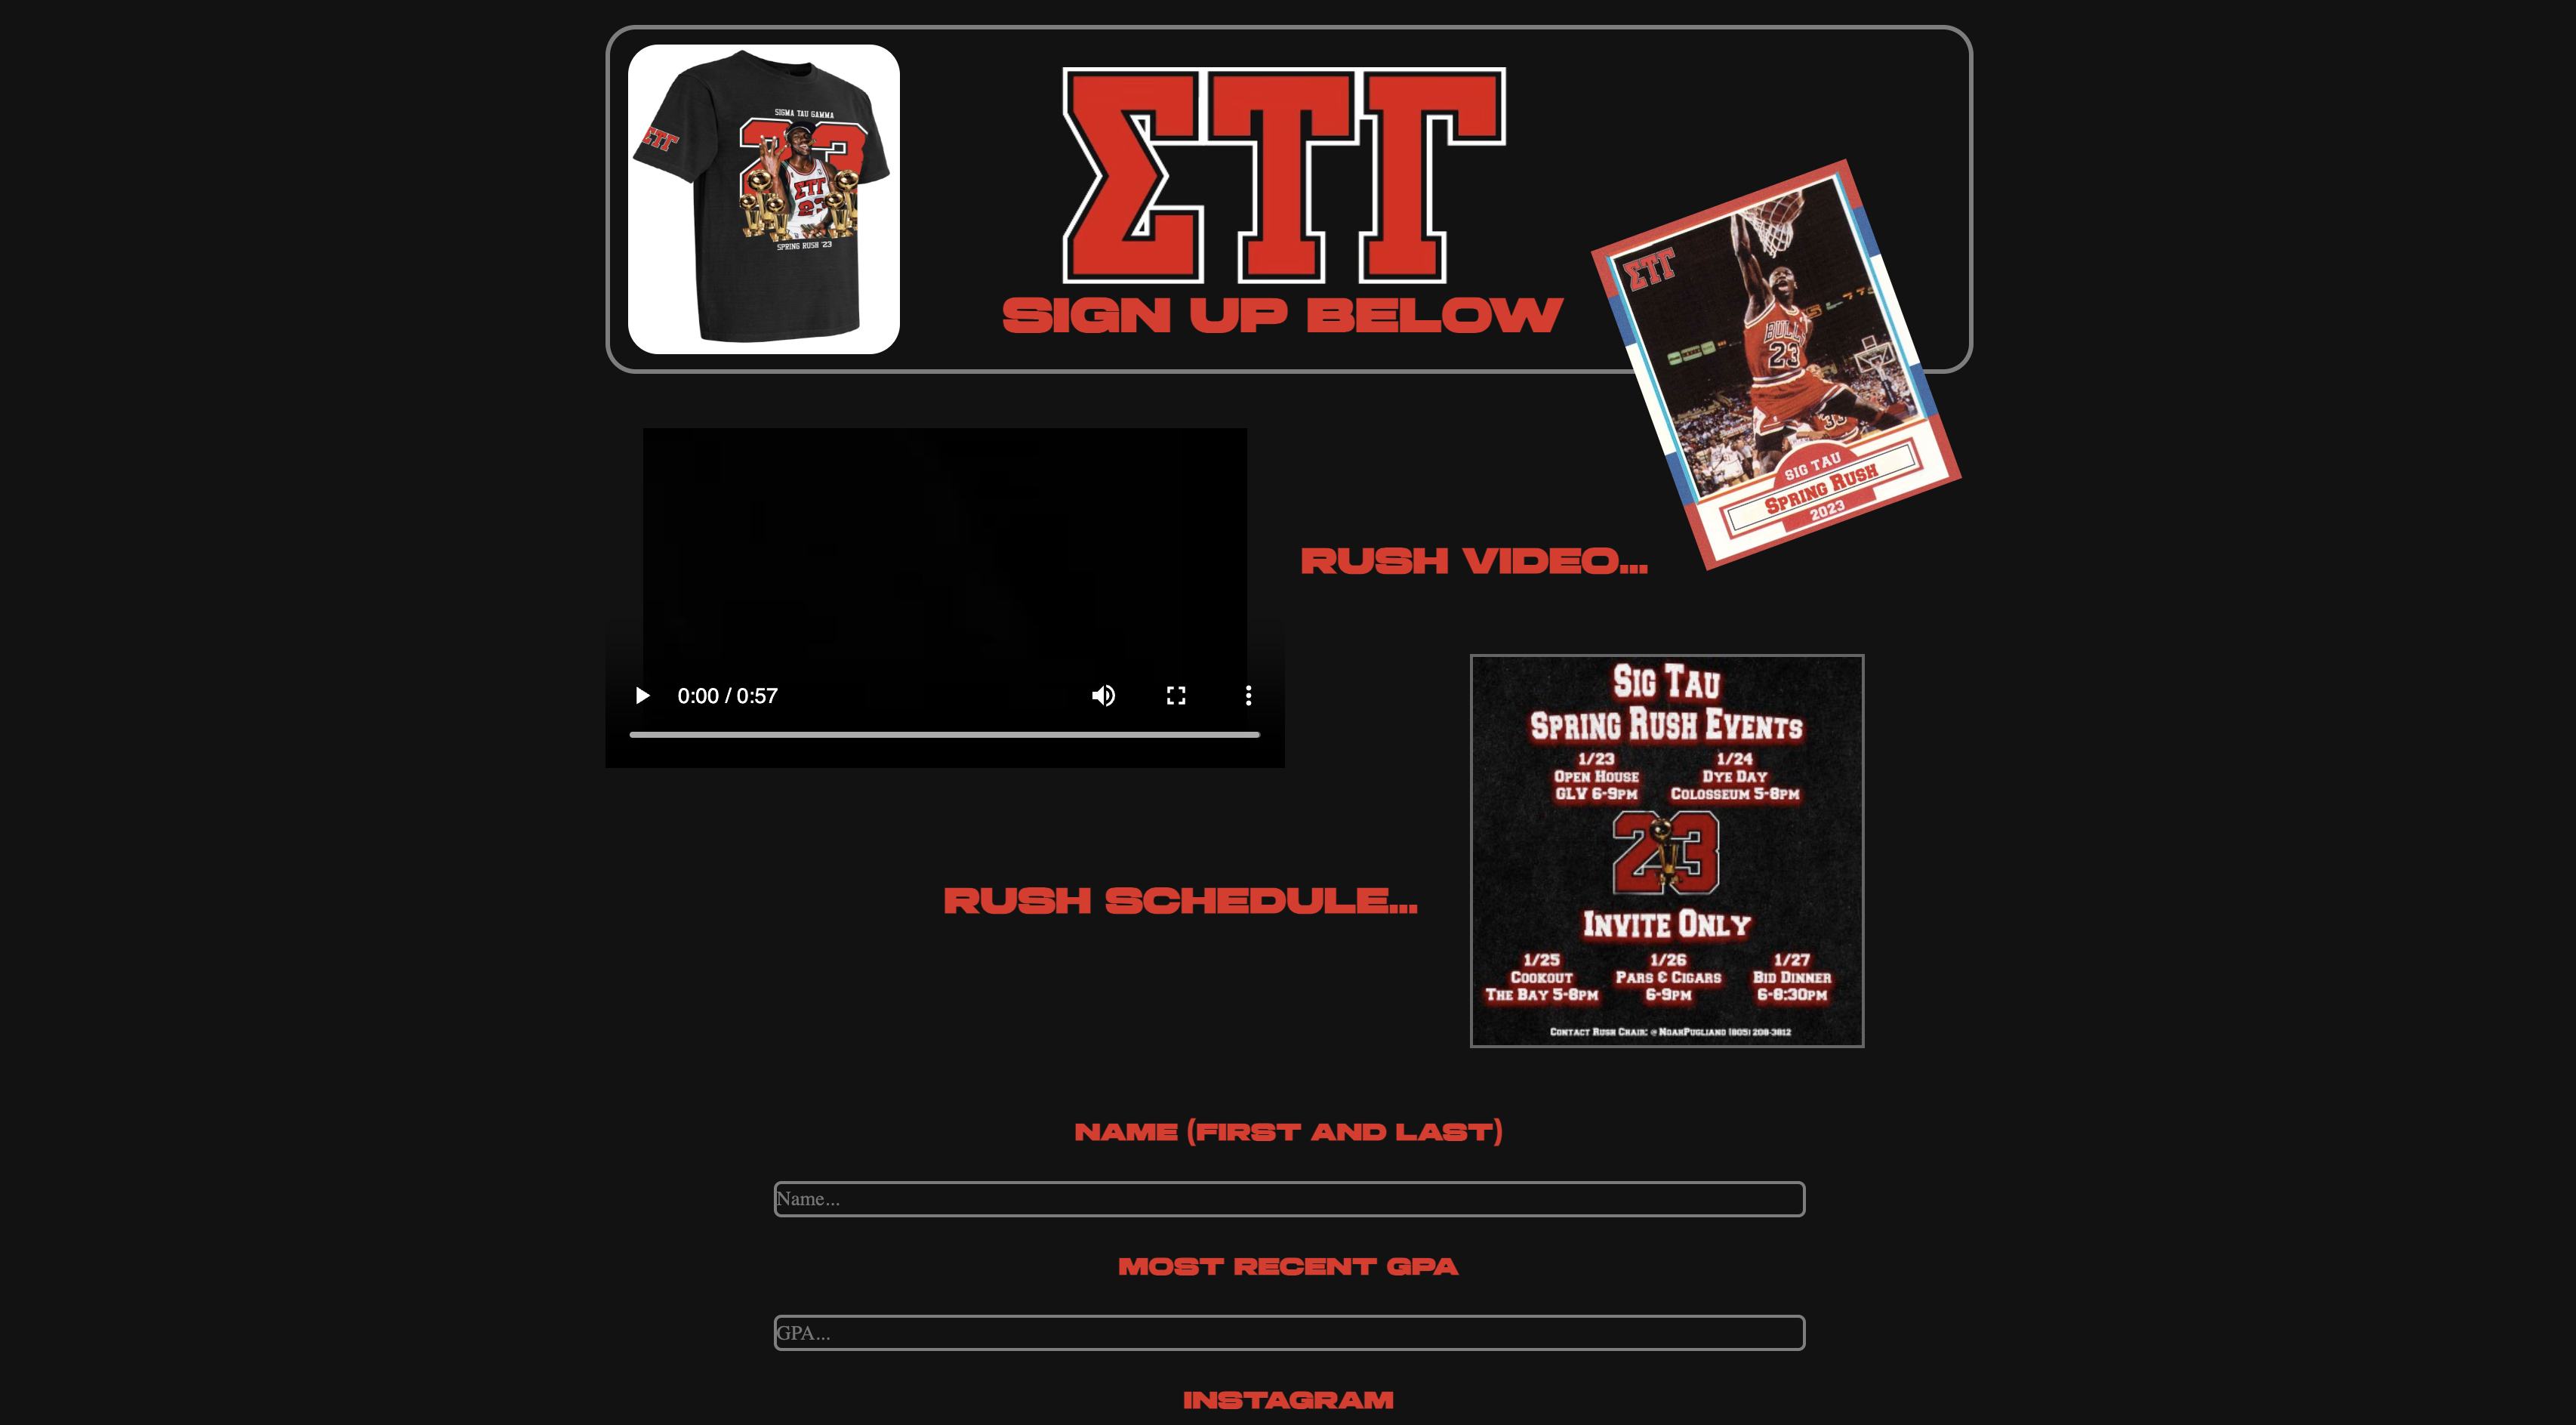 SIGMA TAU GAMMA
ΣΤΓ
23
ΣΤΓ
23
SPRING RUSH '23
ΣΤΓ
SIGN UP BELOW
ΣΤΓ
BULLS
23
33
SIG TAU
SPRING RUSH
2023
0:00 / 0:57
RUSH VIDEO...
SIG TAU
SPRING RUSH EVENTS
1/23 1/24
OPEN HOUSE DYE DAY
GLV 6-9PM COLOSSEUM 5-8PM
23
INVITE ONLY
1/25 1/26 1/27
COOKOUT PARS & CIGARS BID DINNER
THE BAY 5-8PM 6-9PM 6-8:30PM
CONTACT RUSH CHAIR: @ NOAHPUGLIANO (805) 208-3812
RUSH SCHEDULE...
NAME (FIRST AND LAST)
Name...
MOST RECENT GPA
GPA...
INSTAGRAM